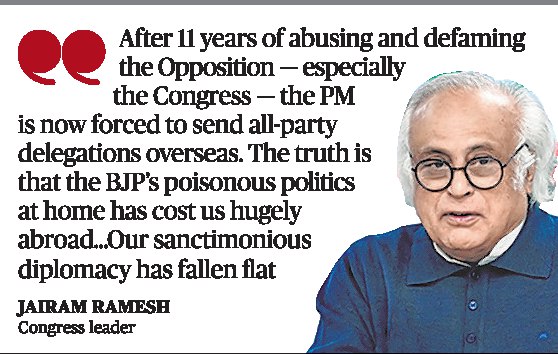 After 11 years of abusing and defaming
the Opposition — especially
the Congress — the PM
is now forced to send all-party
delegations overseas. The truth is
that the BJP's poisonous politics
at home has cost us hugely
abroad...Our sanctimonious
diplomacy has fallen flat
JAIRAM RAMESH
Congress leader